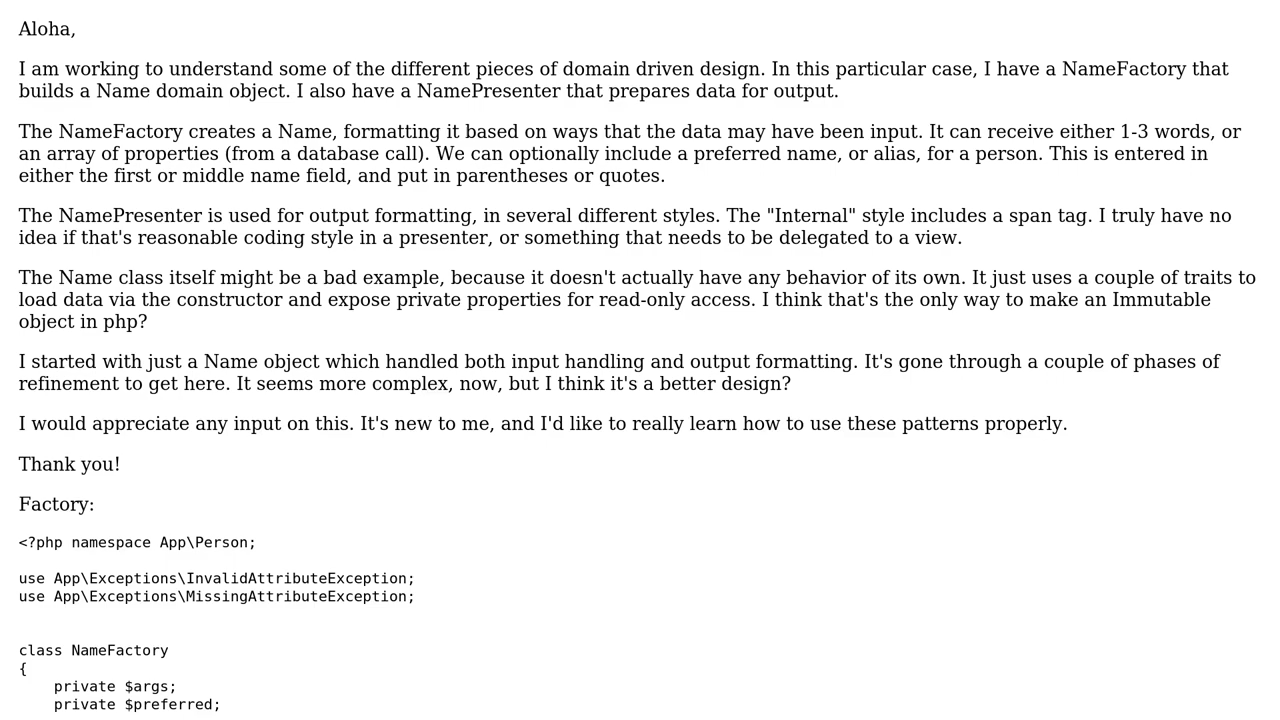 Aloha,
I am working to understand some of the different pieces of domain driven design. In this particular case, I have a NameFactory that
builds a Name domain object. I also have a NamePresenter that prepares data for output.
The NameFactory creates a Name, formatting it based on ways that the data may have been input. It can receive either 1-3 words, or
an array of properties (from a database call). We can optionally include a preferred name, or alias, for a person. This is entered in
either the first or middle name field, and put in parentheses or quotes.
The NamePresenter is used for output formatting, in several different styles. The "Internal" style includes a span tag. I truly have no
idea if that's reasonable coding style in a presenter, or something that needs to be delegated to a view.
The Name class itself might be a bad example, because it doesn't actually have any behavior of its own. It just uses a couple of traits to
load data via the constructor and expose private properties for read-only access. I think that's the only way to make an Immutable
object in php?
I started with just a Name object which handled both input handling and output formatting. It's gone through a couple of phases of
refinement to get here. It seems more complex, now, but I think it's a better design?
I would appreciate any input on this. It's new to me, and I'd like to really learn how to use these patterns properly.
Thank you!
Factory:
<?php namespace App\Person;
use App\Exceptions\InvalidAttributeException;
use App\Exceptions\MissingAttributeException;
class NameFactory
{
    private $args;
    private $preferred;